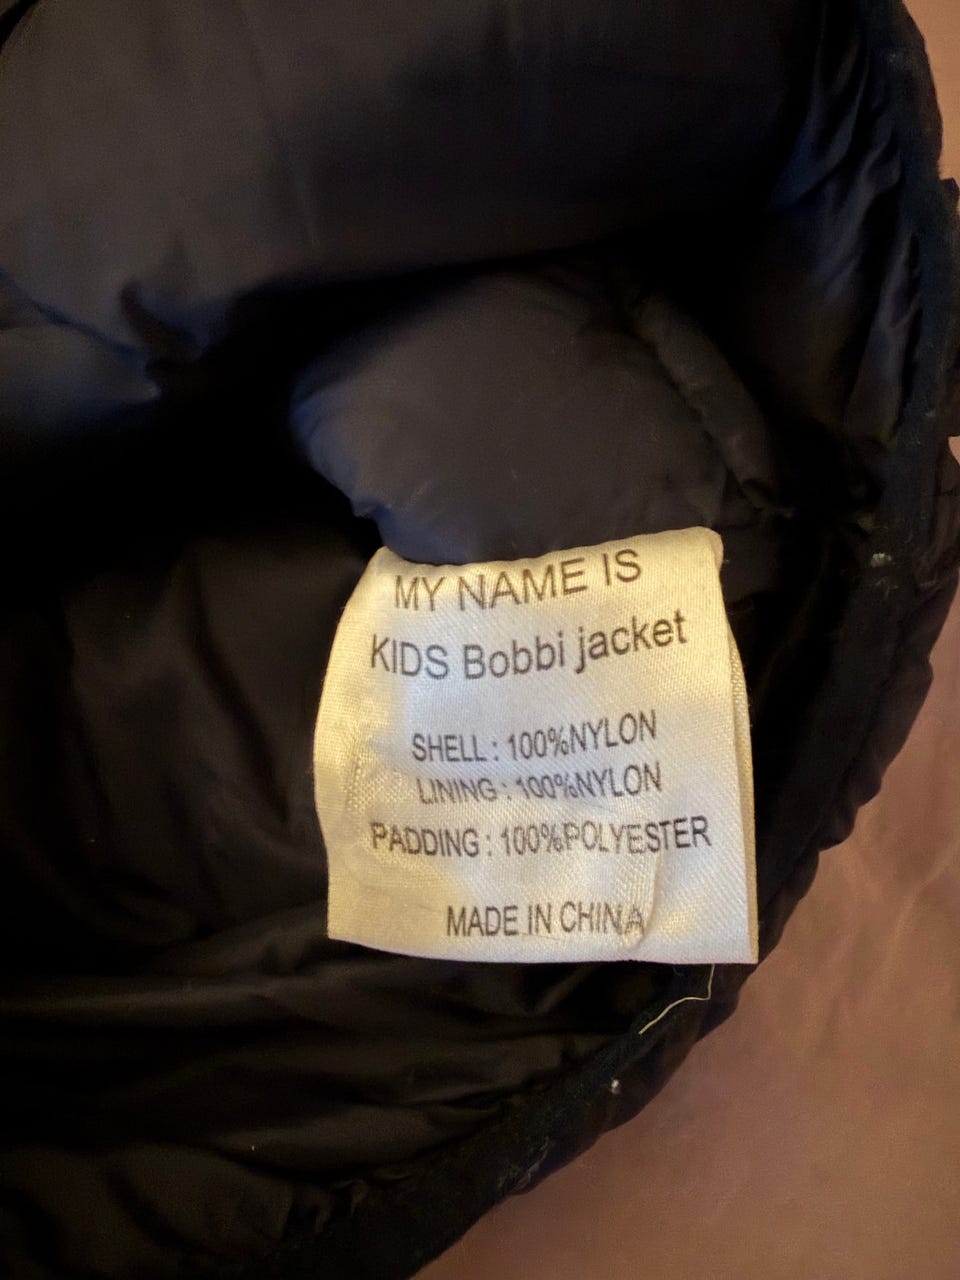 MY NAME IS
KIDS Bobbi jacket
SHELL : 100%NYLON
LINING : 100%NYLON
PADDING : 100%POLYESTER
MADE IN CHINA